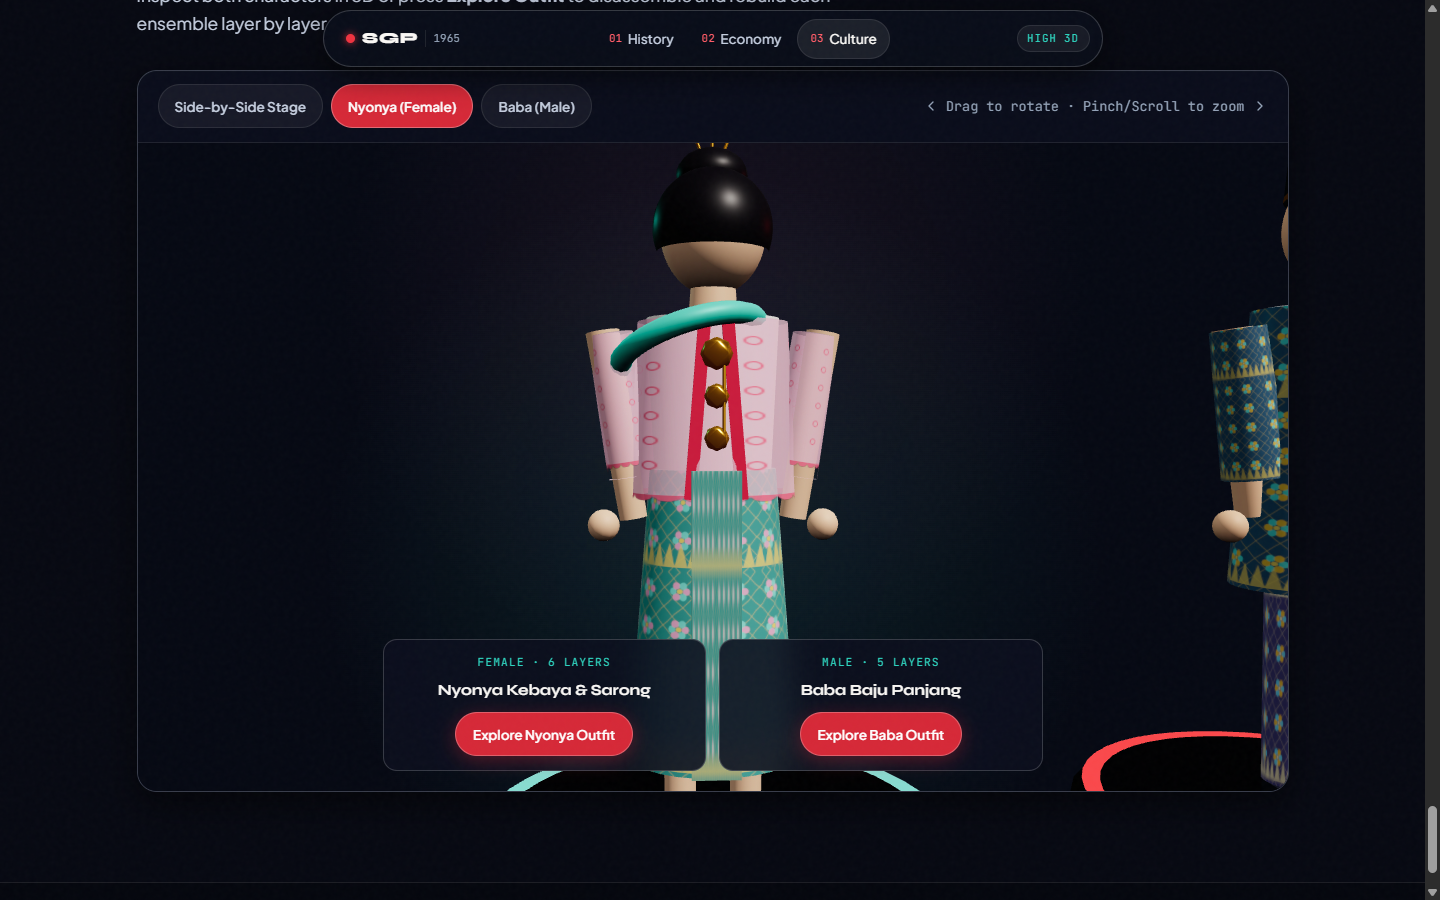 ensemble layer by layer
SGP 1965 01 History 02 Economy 03 Culture HIGH 3D
Side-by-Side Stage Nyonya (Female) Baba (Male) Drag to rotate · Pinch/Scroll to zoom
FEMALE · 6 LAYERS
Nyonya Kebaya & Sarong
Explore Nyonya Outfit
MALE · 5 LAYERS
Baba Baju Panjang
Explore Baba Outfit